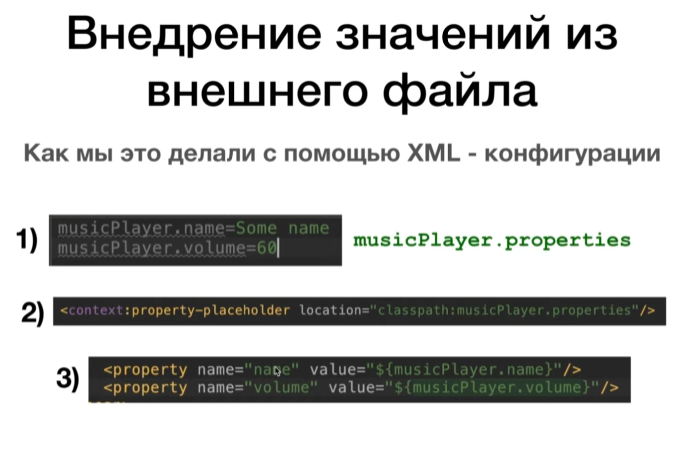 Внедрение значений из
внешнего файла
Как мы это делали с помощью XML - конфигурации
1)
musicPlayer.name=Some name
musicPlayer.volume=60
musicPlayer.properties
2)
<context:property-placeholder location="classpath:musicPlayer.properties"/>
3)
<property name="name" value="${musicPlayer.name}"/>
<property name="volume" value="${musicPlayer.volume}"/>